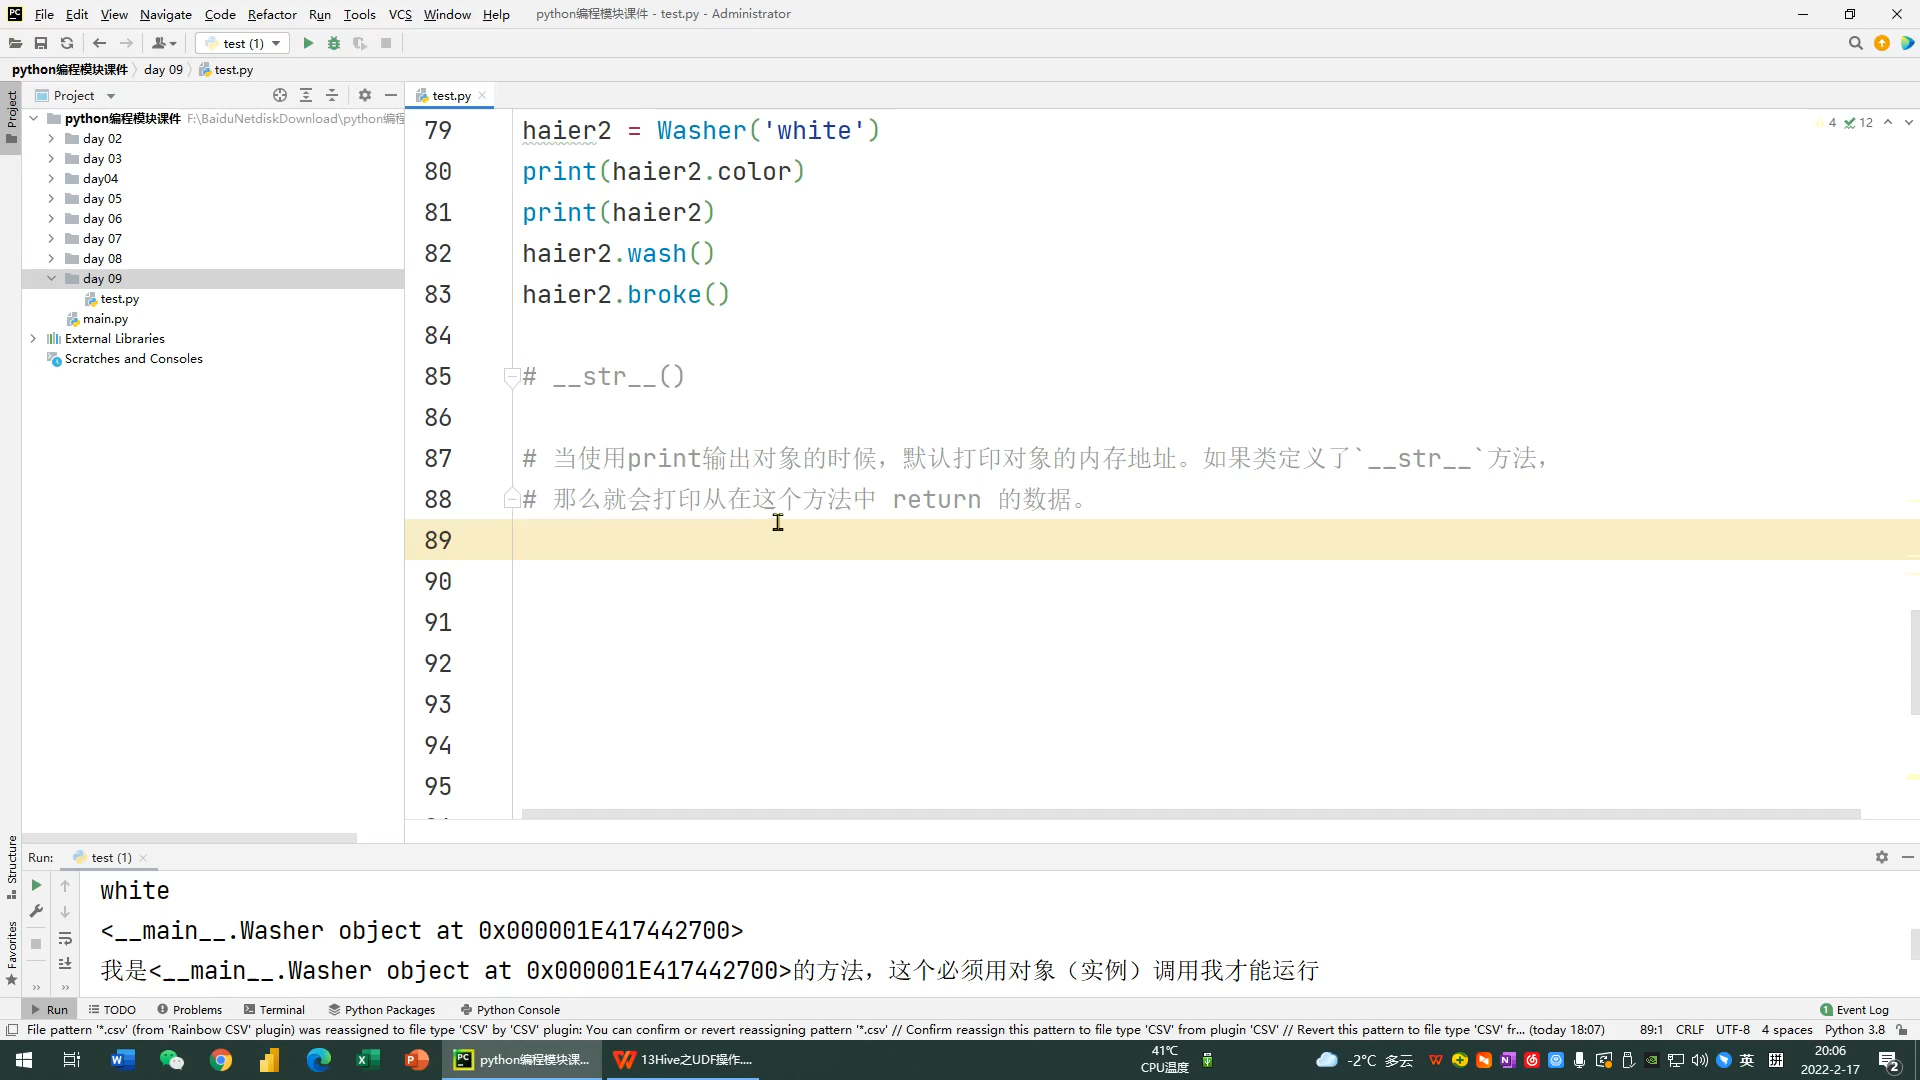 File Edit View Navigate Code Refactor Run Tools VCS Window Help python编程模块课件 - test.py - Administrator
test (1)
python编程模块课件 day 09 test.py
Project
Project
test.py
python编程模块课件 F:\BaiduNetdiskDownload\python编程
day 02
day 03
day04
day 05
day 06
day 07
day 08
day 09
test.py
main.py
External Libraries
Scratches and Consoles
4 12
79 haier2 = Washer('white')
80 print(haier2.color)
81 print(haier2)
82 haier2.wash()
83 haier2.broke()
84
85 # __str__()
86
87 # 当使用print输出对象的时候，默认打印对象的内存地址。如果类定义了`__str__`方法，
88 # 那么就会打印从在这个方法中 return 的数据。
89
90
91
92
93
94
95
Structure
Favorites
Run: test (1)
white
<__main__.Washer object at 0x000001E417442700>
我是<__main__.Washer object at 0x000001E417442700>的方法，这个必须用对象（实例）调用我才能运行
Run TODO Problems Terminal Python Packages Python Console 1 Event Log
File pattern '*.csv' (from 'Rainbow CSV' plugin) was reassigned to file type 'CSV' by 'CSV' plugin: You can confirm or revert reassigning pattern '*.csv' // Confirm reassign this pattern to file type 'CSV' from plugin 'CSV' // Revert this pattern to file type 'CSV' fr... (today 18:07) 89:1 CRLF UTF-8 4 spaces Python 3.8
python编程模块课... 13Hive之UDF操作....
41℃
CPU温度
-2°C 多云
英 拼
20:06
2022-2-17
2